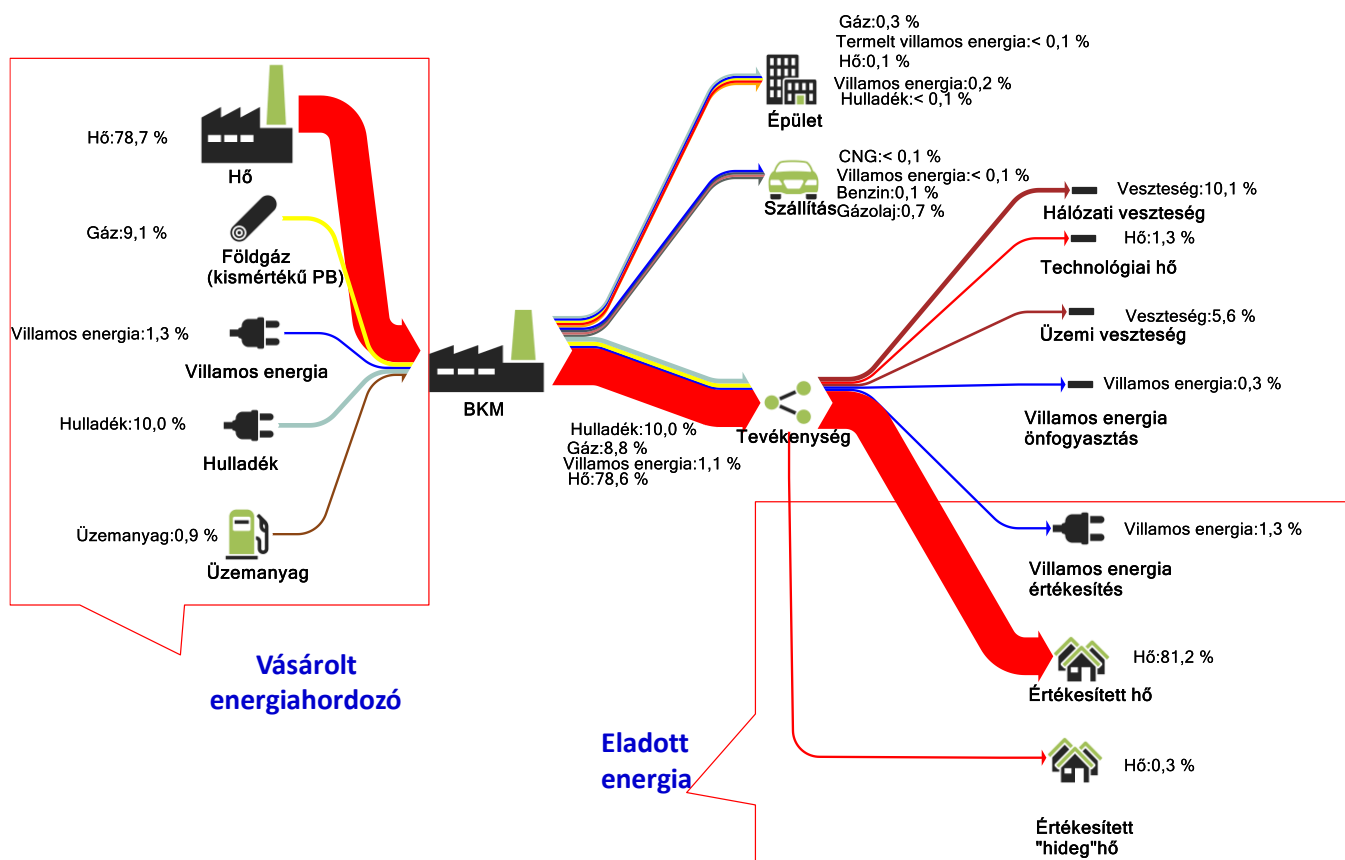 Hő:78,7 %
Hő
Gáz:9,1 %
Földgáz
(kismértékű PB)
Villamos energia:1,3 %
Villamos energia
Hulladék:10,0 %
Hulladék
Üzemanyag:0,9 %
Üzemanyag
Vásárolt
energiahordozó
BKM
Gáz:0,3 %
Termelt villamos energia:< 0,1 %
Hő:0,1 %
Villamos energia:0,2 %
Hulladék:< 0,1 %
Épület
CNG:< 0,1 %
Villamos energia:< 0,1 %
Benzin:0,1 %
Gázolaj:0,7 %
Szállítás
Hulladék:10,0 %
Gáz:8,8 %
Villamos energia:1,1 %
Hő:78,6 %
Tevékenység
Veszteség:10,1 %
Hálózati veszteség
Hő:1,3 %
Technológiai hő
Veszteség:5,6 %
Üzemi veszteség
Villamos energia:0,3 %
Villamos energia
önfogyasztás
Villamos energia:1,3 %
Villamos energia
értékesítés
Hő:81,2 %
Értékesített hő
Eladott
energia
Hő:0,3 %
Értékesített
"hideg"hő